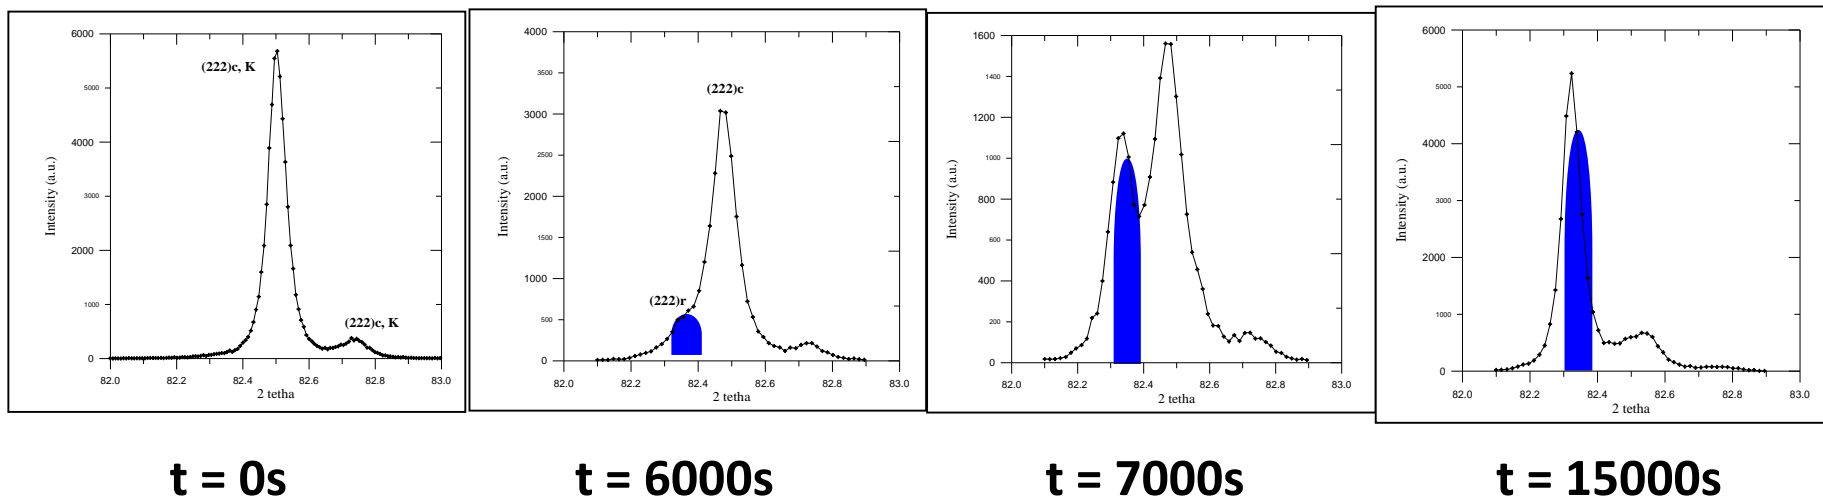 6000
5000
4000
3000
2000
1000
0
Intensity (a.u.)
(222)c, K
(222)c, K
82.0 82.2 82.4 82.6 82.8 83.0
2 tetha
4000
3500
3000
2500
2000
1500
1000
500
0
Intensity (a.u.)
(222)c
(222)r
82.0 82.2 82.4 82.6 82.8 83.0
2 tetha
1600
1400
1200
1000
800
600
400
200
0
Intensity (a.u.)
82.0 82.2 82.4 82.6 82.8 83.0
2 tetha
6000
5000
4000
3000
2000
1000
0
Intensity (a.u.)
82.0 82.2 82.4 82.6 82.8 83.0
2 tetha
t = 0s
t = 6000s
t = 7000s
t = 15000s